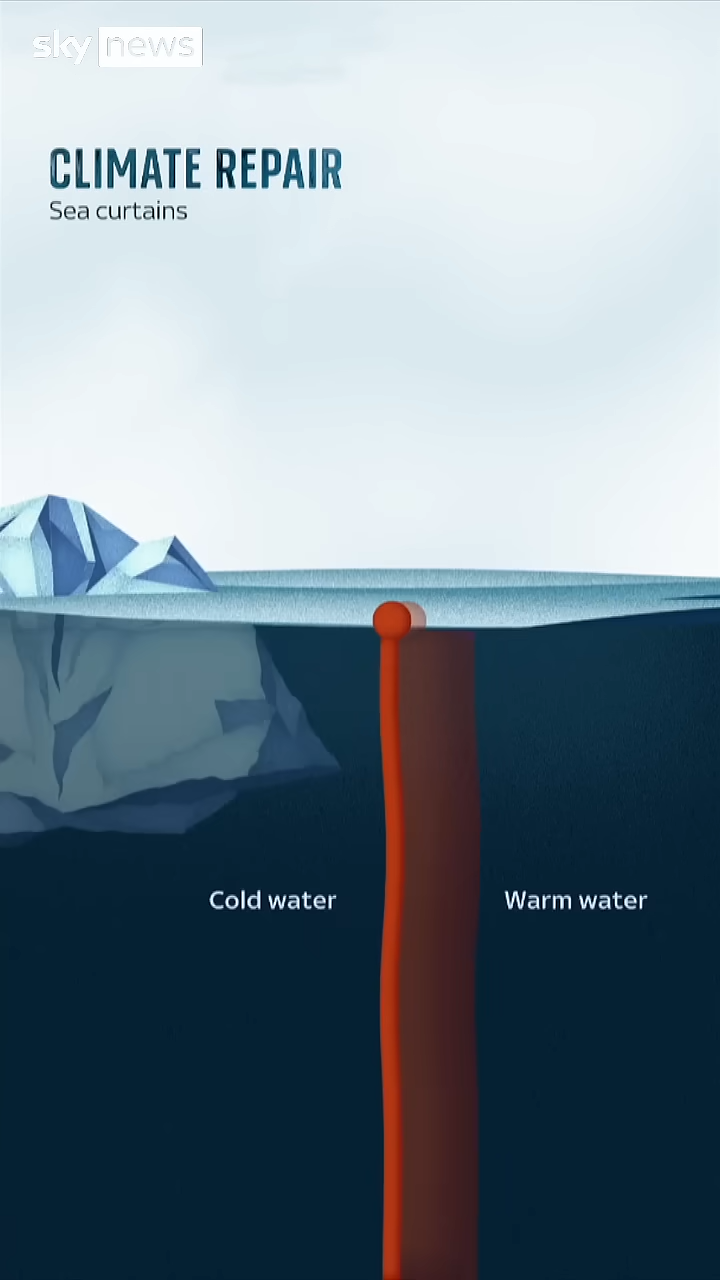 sky news
CLIMATE REPAIR
Sea curtains
Cold water
Warm water